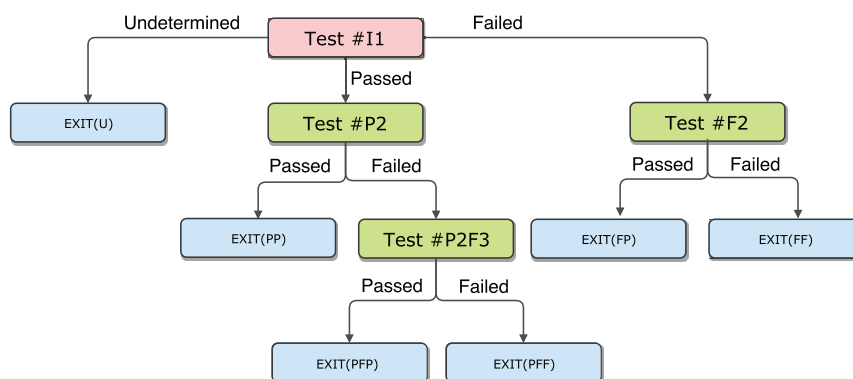 Undetermined
Test #I1
Failed
Passed
EXIT(U)
Test #P2
Test #F2
Passed
Failed
Passed
Failed
EXIT(PP)
Test #P2F3
EXIT(FP)
EXIT(FF)
Passed
Failed
EXIT(PFP)
EXIT(PFF)